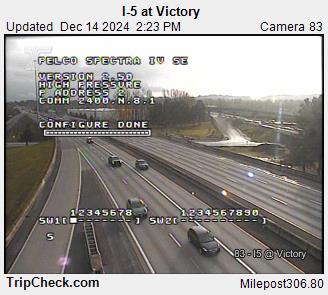 I-5 at Victory
Updated Dec 14 2024 2:23 PM Camera 83
PELCO SPECTRA IV SE
VERSION 2.50
HIGH PRESSURE
P ADDRESS 2
COMM 2400.N.8.1
CONFIGURE DONE
12345678 1234567890
SW1 SW2
S
83 - I5 @ Victory
TripCheck.com Milepost306.80